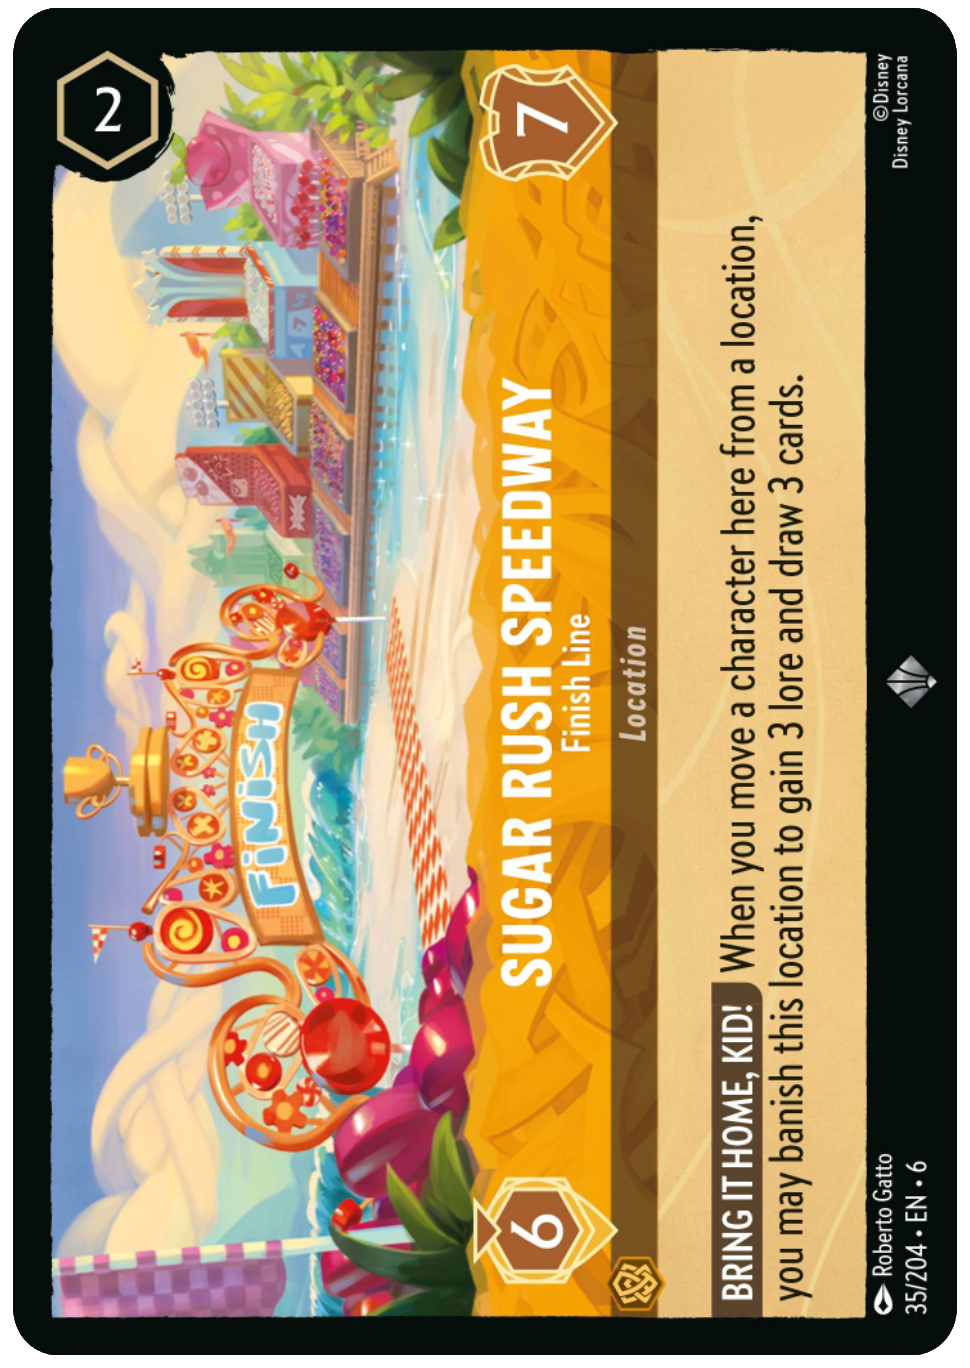 2
FiNiSH
7
6
SUGAR RUSH SPEEDWAY
Finish Line
Location
BRING IT HOME, KID! When you move a character here from a location,
you may banish this location to gain 3 lore and draw 3 cards.
Roberto Gatto
35/204 • EN • 6
©Disney
Disney Lorcana